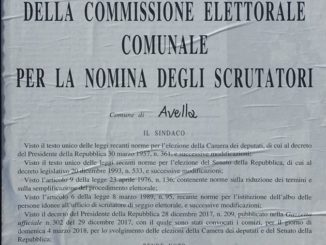 DELLA COMMISSIONE ELETTORALE
COMUNALE
PER LA NOMINA DEGLI SCRUTATORI
Comune di Avella
IL SINDACO
Visto il testo unico delle leggi recanti norme per l'elezione della Camera dei deputati, di cui al decreto
del Presidente della Repubblica 30 marzo 1957, n. 361, e successive modificazioni;
Visto il testo unico delle leggi recanti norme per l'elezione del Senato della Repubblica, di cui al
decreto legislativo 20 dicembre 1993, n. 533, e successive modificazioni;
Visto l'articolo 9 della legge 23 aprile 1976, n. 136, contenente norme sulla riduzione dei termini e
sulla semplificazione del procedimento elettorale;
Visto l'articolo 6 della legge 8 marzo 1989, n. 95, recante norme per l'istituzione dell'albo delle
persone idonee all'ufficio di scrutatore di seggio elettorale, e successive modificazioni;
Visto il decreto del Presidente della Repubblica 28 dicembre 2017, n. 209, pubblicato nella Gazzetta
ufficiale n. 302 del 29 dicembre 2017, con il quale sono stati convocati i comizi, per il giorno di
domenica 4 marzo 2018, per lo svolgimento delle elezioni della Camera dei deputati e del Senato
della Repubblica;